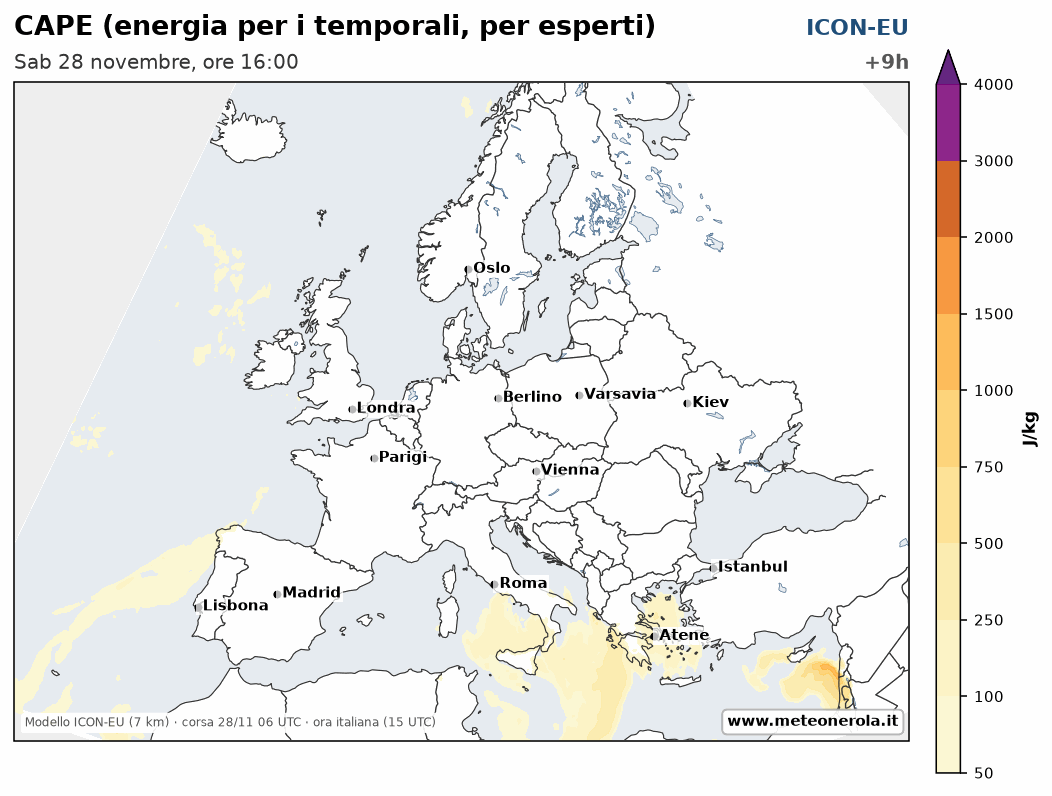 CAPE (energia per i temporali, per esperti)
ICON-EU
Sab 28 novembre, ore 16:00
+9h
4000
3000
2000
1500
1000
750
500
250
100
50
J/kg
Oslo
Londra
Berlino
Varsavia
Kiev
Parigi
Vienna
Istanbul
Roma
Madrid
Lisbona
Atene
Modello ICON-EU (7 km) · corsa 28/11 06 UTC · ora italiana (15 UTC)
www.meteonerola.it